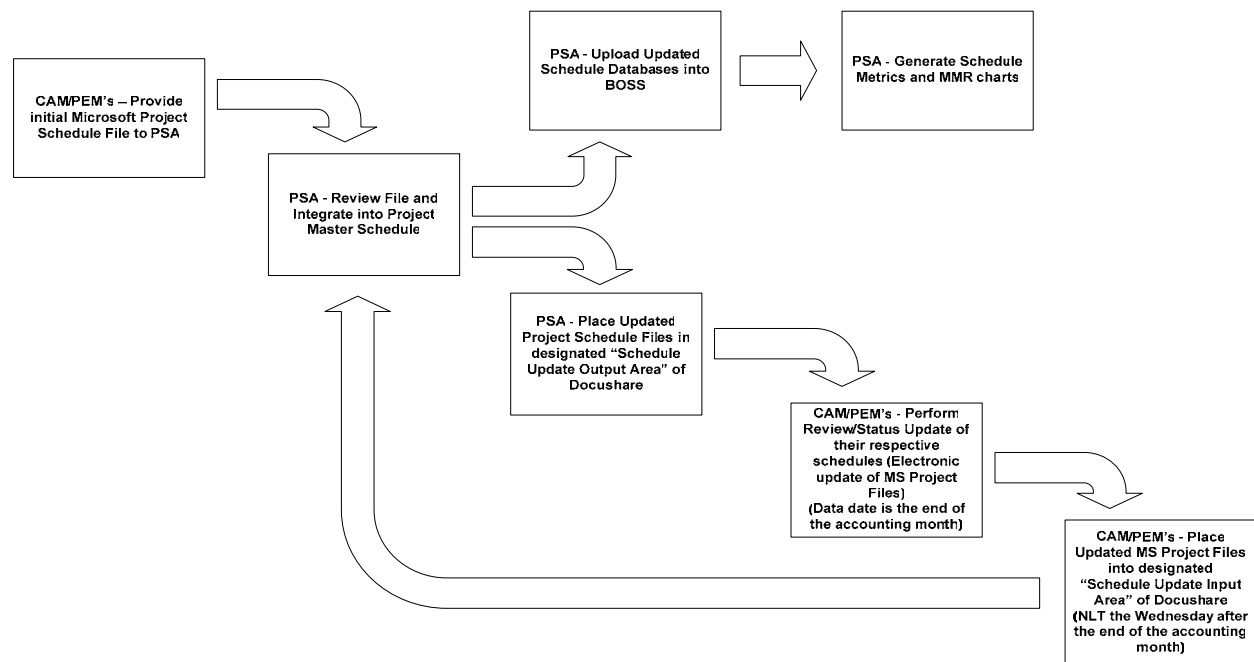 CAM/PEM's – Provide
initial Microsoft Project
Schedule File to PSA
PSA - Review File and
Integrate into Project
Master Schedule
PSA - Upload Updated
Schedule Databases into
BOSS
PSA - Generate Schedule
Metrics and MMR charts
PSA - Place Updated
Project Schedule Files in
designated “Schedule
Update Output Area” of
Docushare
CAM/PEM's - Perform
Review/Status Update of
their respective
schedules (Electronic
update of MS Project
Files)
(Data date is the end of
the accounting month)
CAM/PEM's - Place
Updated MS Project Files
into designated
“Schedule Update Input
Area” of Docushare
(NLT the Wednesday after
the end of the accounting
month)